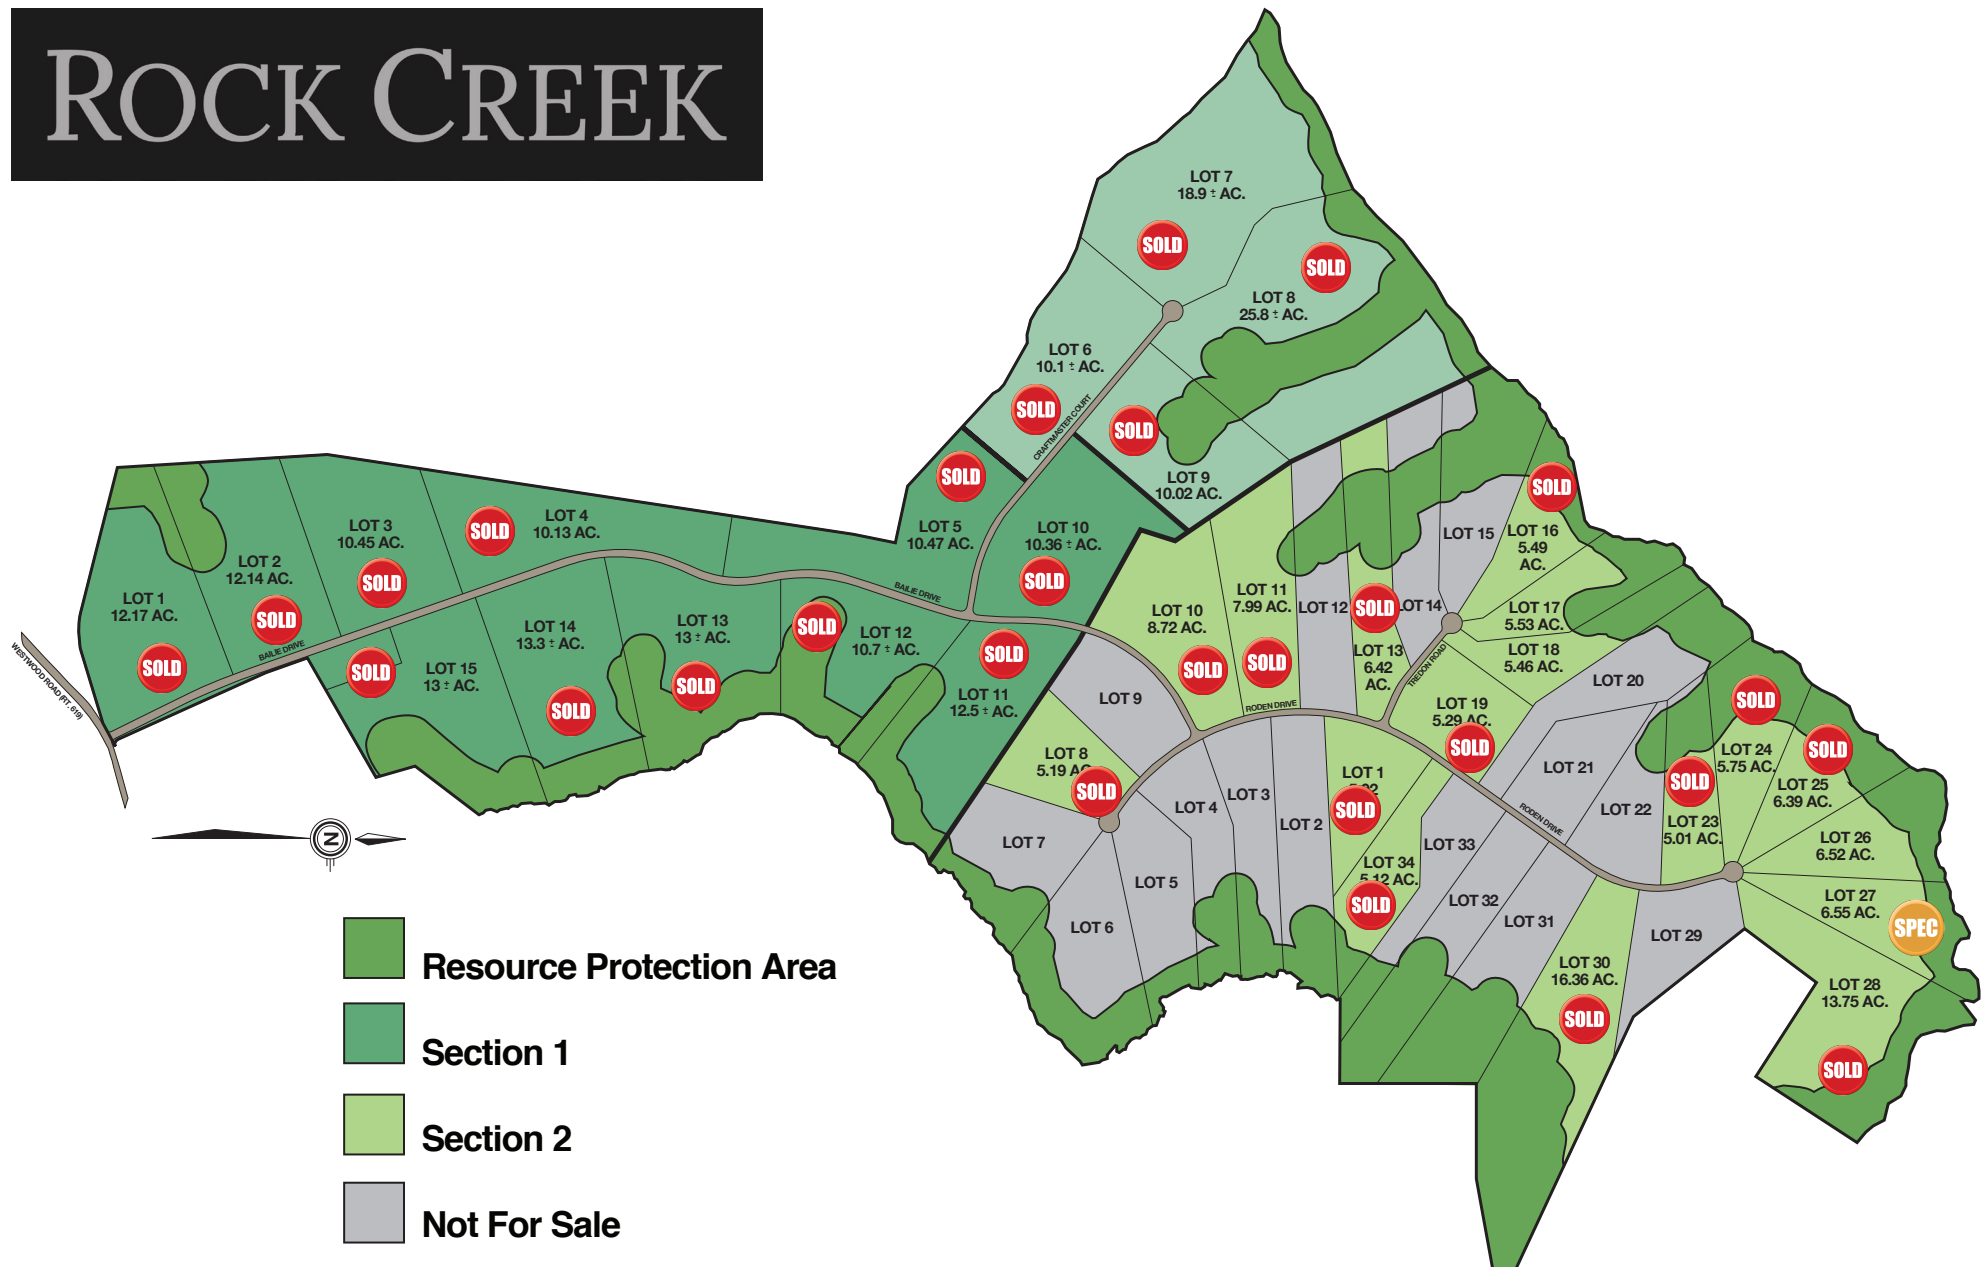 ROCK CREEK
LOT 7
18.9 ± AC.
SOLD
SOLD
LOT 8
25.8 ± AC.
LOT 6
10.1 ± AC.
SOLD
CRAFTMASTER COURT
SOLD
LOT 9
10.02 AC.
SOLD
LOT 5
10.47 AC.
LOT 10
10.36 ± AC.
SOLD
LOT 4
10.13 AC.
SOLD
LOT 3
10.45 AC.
SOLD
LOT 2
12.14 AC.
SOLD
LOT 1
12.17 AC.
SOLD
WESTWOOD ROAD (RT. 619)
BAILIE DRIVE
BAILIE DRIVE
SOLD
LOT 15
13 ± AC.
LOT 14
13.3 ± AC.
SOLD
LOT 13
13 ± AC.
SOLD
SOLD
LOT 12
10.7 ± AC.
SOLD
LOT 11
12.5 ± AC.
LOT 10
8.72 AC.
SOLD
LOT 11
7.99 AC.
SOLD
LOT 12
SOLD
LOT 13
6.42
AC.
LOT 14
LOT 15
SOLD
LOT 16
5.49
AC.
LOT 17
5.53 AC.
LOT 18
5.46 AC.
TREDON ROAD
LOT 19
5.29 AC.
SOLD
LOT 20
LOT 21
LOT 22
SOLD
LOT 23
5.01 AC.
SOLD
LOT 24
5.75 AC.
SOLD
LOT 25
6.39 AC.
LOT 26
6.52 AC.
LOT 27
6.55 AC.
SPEC
LOT 28
13.75 AC.
SOLD
LOT 29
LOT 30
16.36 AC.
SOLD
LOT 31
LOT 32
LOT 33
LOT 34
5.12 AC.
SOLD
LOT 1
SOLD
LOT 2
LOT 3
LOT 4
LOT 5
LOT 6
LOT 7
LOT 8
5.19 AC
SOLD
LOT 9
RODEN DRIVE
RODEN DRIVE
N
Resource Protection Area
Section 1
Section 2
Not For Sale